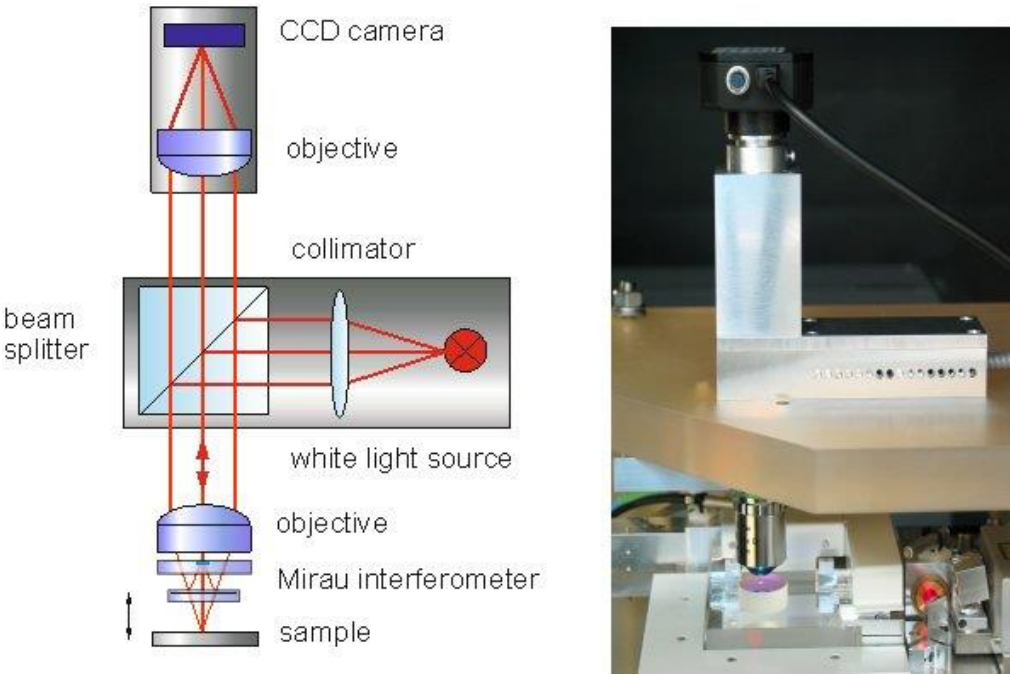 CCD camera
objective
collimator
beam
splitter
white light source
objective
Mirau interferometer
sample